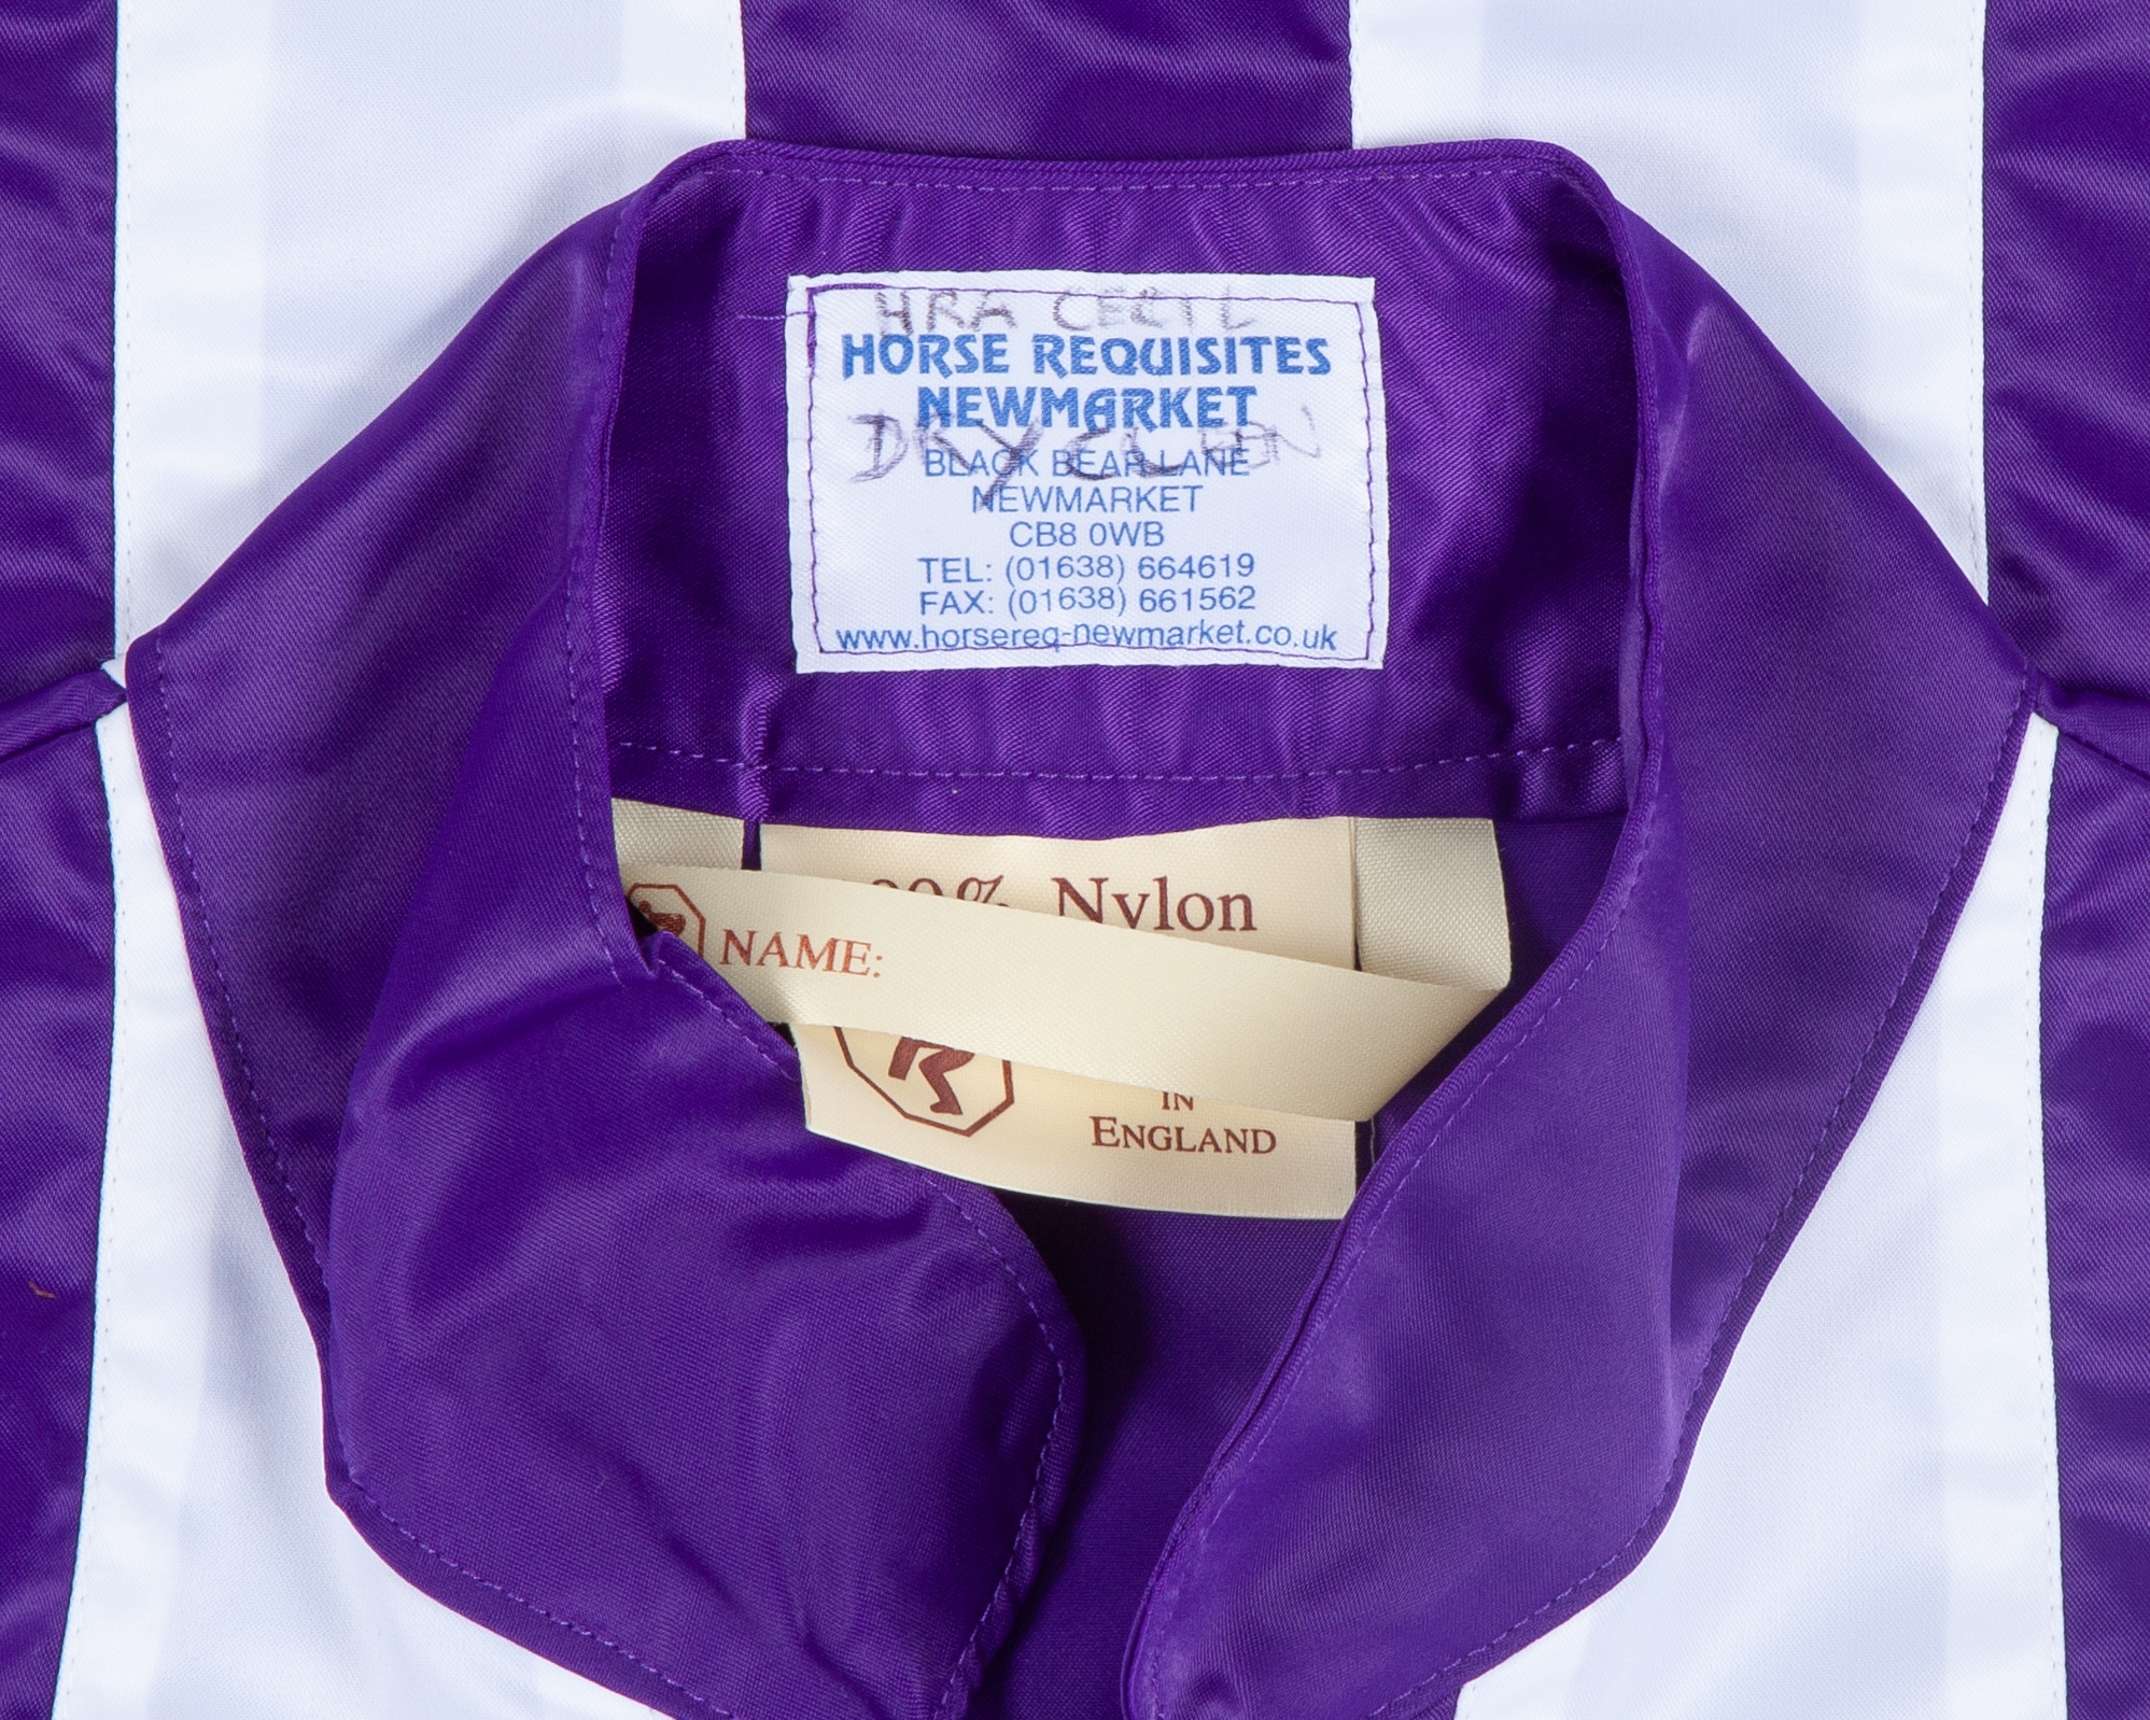 HRA CECIL
HORSE REQUISITES
NEWMARKET
DRY CLEAN
BLACK BEAR LANE
NEWMARKET
CB8 0WB
TEL: (01638) 664619
FAX: (01638) 661562
www.horsereq-newmarket.co.uk
00% Nylon
NAME:
R
IN
ENGLAND